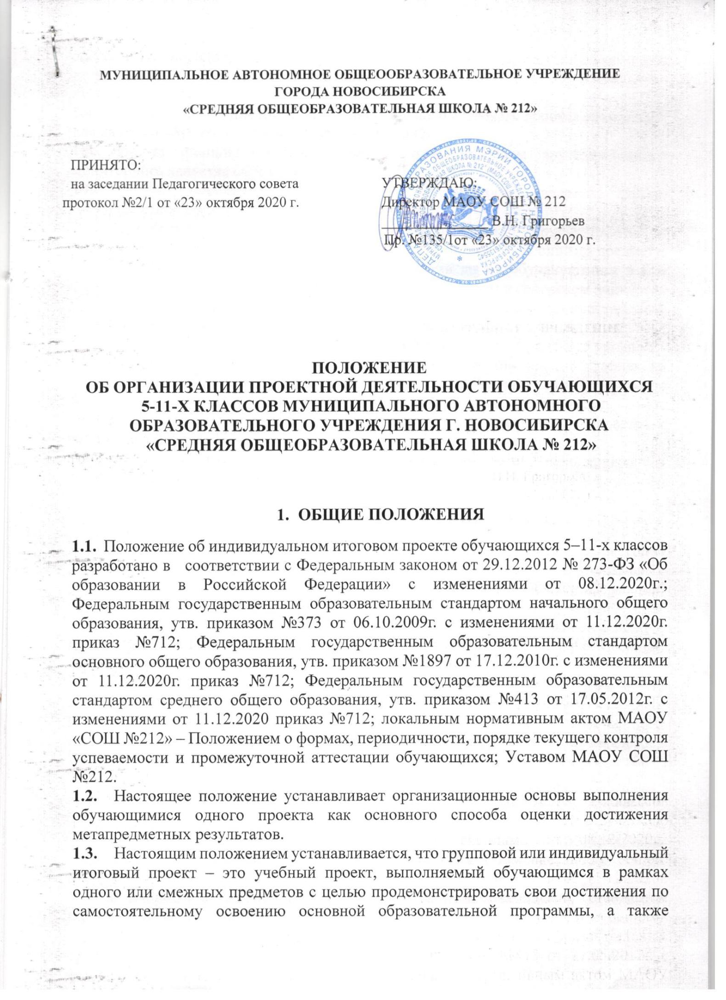 МУНИЦИПАЛЬНОЕ АВТОНОМНОЕ ОБЩЕООБРАЗОВАТЕЛЬНОЕ УЧРЕЖДЕНИЕ
ГОРОДА НОВОСИБИРСКА
«СРЕДНЯЯ ОБЩЕОБРАЗОВАТЕЛЬНАЯ ШКОЛА № 212»
ПРИНЯТО:
на заседании Педагогического совета
протокол №2/1 от «23» октября 2020 г.
УТВЕРЖДАЮ:
Директор МАОУ СОШ № 212
В.Н. Григорьев
Пр. №135/1от «23» октября 2020 г.
ПОЛОЖЕНИЕ
ОБ ОРГАНИЗАЦИИ ПРОЕКТНОЙ ДЕЯТЕЛЬНОСТИ ОБУЧАЮЩИХСЯ
5-11-Х КЛАССОВ МУНИЦИПАЛЬНОГО АВТОНОМНОГО
ОБРАЗОВАТЕЛЬНОГО УЧРЕЖДЕНИЯ Г. НОВОСИБИРСКА
«СРЕДНЯЯ ОБЩЕОБРАЗОВАТЕЛЬНАЯ ШКОЛА № 212»
1. ОБЩИЕ ПОЛОЖЕНИЯ
1.1. Положение об индивидуальном итоговом проекте обучающихся 5–11-х классов
разработано в соответствии с Федеральным законом от 29.12.2012 № 273-ФЗ «Об
образовании в Российской Федерации» с изменениями от 08.12.2020г.;
Федеральным государственным образовательным стандартом начального общего
образования, утв. приказом №373 от 06.10.2009г. с изменениями от 11.12.2020г.
приказ №712; Федеральным государственным образовательным стандартом
основного общего образования, утв. приказом №1897 от 17.12.2010г. с изменениями
от 11.12.2020г. приказ №712; Федеральным государственным образовательным
стандартом среднего общего образования, утв. приказом №413 от 17.05.2012г. с
изменениями от 11.12.2020 приказ №712; локальным нормативным актом МАОУ
«СОШ №212» – Положением о формах, периодичности, порядке текущего контроля
успеваемости и промежуточной аттестации обучающихся; Уставом МАОУ СОШ
№212.
1.2. Настоящее положение устанавливает организационные основы выполнения
обучающимися одного проекта как основного способа оценки достижения
метапредметных результатов.
1.3. Настоящим положением устанавливается, что групповой или индивидуальный
итоговый проект – это учебный проект, выполняемый обучающимся в рамках
одного или смежных предметов с целью продемонстрировать свои достижения по
самостоятельному освоению основной образовательной программы, а также